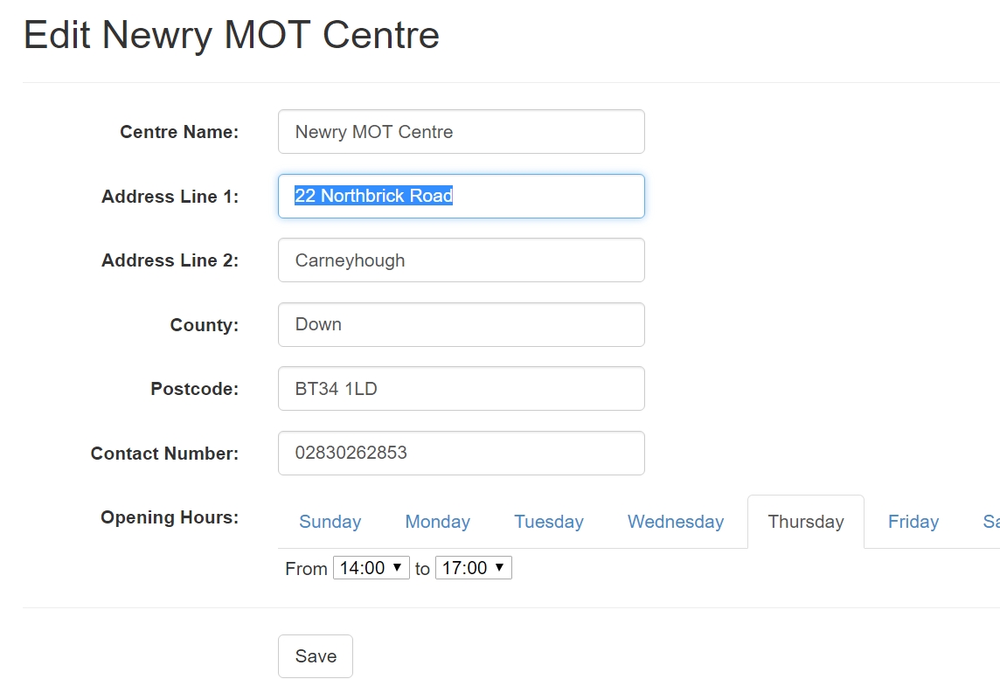 Edit Newry MOT Centre
Centre Name: Newry MOT Centre
Address Line 1: 22 Northbrick Road
Address Line 2: Carneyhough
County: Down
Postcode: BT34 1LD
Contact Number: 02830262853
Opening Hours: Sunday Monday Tuesday Wednesday Thursday Friday Sa
From 14:00 to 17:00
Save